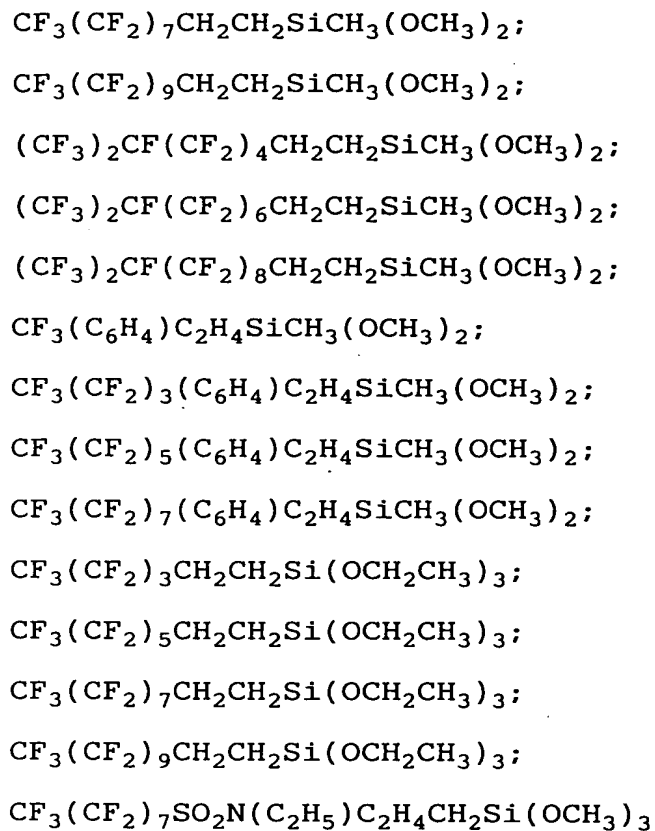 CF₃(CF₂)₇CH₂CH₂SiCH₃(OCH₃)₂;
CF₃(CF₂)₉CH₂CH₂SiCH₃(OCH₃)₂;
(CF₃)₂CF(CF₂)₄CH₂CH₂SiCH₃(OCH₃)₂;
(CF₃)₂CF(CF₂)₆CH₂CH₂SiCH₃(OCH₃)₂;
(CF₃)₂CF(CF₂)₈CH₂CH₂SiCH₃(OCH₃)₂;
CF₃(C₆H₄)C₂H₄SiCH₃(OCH₃)₂;
CF₃(CF₂)₃(C₆H₄)C₂H₄SiCH₃(OCH₃)₂;
CF₃(CF₂)₅(C₆H₄)C₂H₄SiCH₃(OCH₃)₂;
CF₃(CF₂)₇(C₆H₄)C₂H₄SiCH₃(OCH₃)₂;
CF₃(CF₂)₃CH₂CH₂Si(OCH₂CH₃)₃;
CF₃(CF₂)₅CH₂CH₂Si(OCH₂CH₃)₃;
CF₃(CF₂)₇CH₂CH₂Si(OCH₂CH₃)₃;
CF₃(CF₂)₉CH₂CH₂Si(OCH₂CH₃)₃;
CF₃(CF₂)₇SO₂N(C₂H₅)C₂H₄CH₂Si(OCH₃)₃